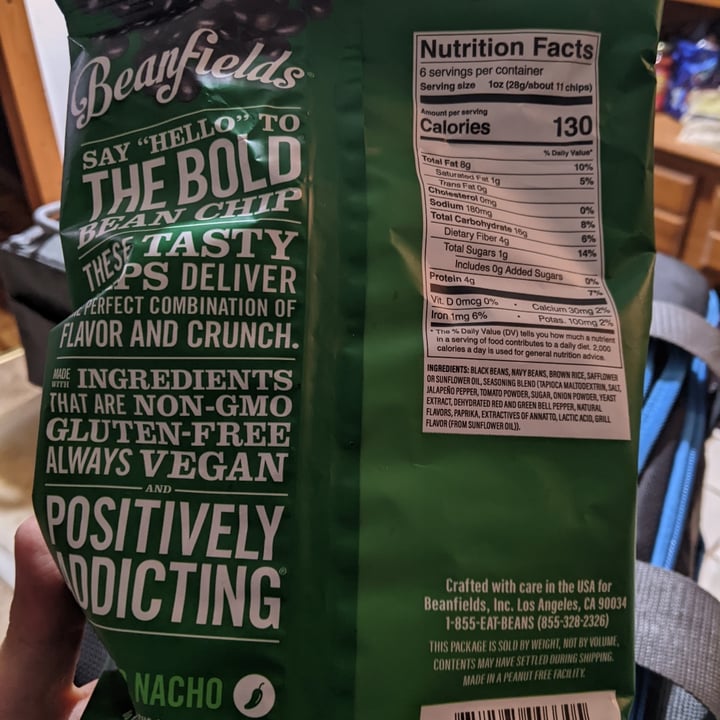 Beanfields
SAY "HELLO" TO
THE BOLD
BEAN CHIP
THESE TASTY
PS DELIVER
PERFECT COMBINATION OF
FLAVOR AND CRUNCH.
MADE WITH INGREDIENTS
THAT ARE NON-GMO
GLUTEN-FREE
ALWAYS VEGAN
AND
POSITIVELY
DDICTING®
NACHO
Nutrition Facts
6 servings per container
Serving size 1oz (28g/about 11 chips)
Amount per serving
Calories 130
% Daily Value*
Total Fat 8g 10%
Saturated Fat 1g 5%
Trans Fat 0g
Cholesterol 0mg 0%
Sodium 180mg 8%
Total Carbohydrate 16g 6%
Dietary Fiber 4g 14%
Total Sugars 1g
Includes 0g Added Sugars 0%
Protein 4g 7%
Vit. D 0mcg 0% • Calcium 30mg 2%
Iron 1mg 6% • Potas. 100mg 2%
*The % Daily Value (DV) tells you how much a nutrient
in a serving of food contributes to a daily diet. 2,000
calories a day is used for general nutrition advice.
INGREDIENTS: BLACK BEANS, NAVY BEANS, BROWN RICE, SAFFLOWER
OR SUNFLOWER OIL, SEASONING BLEND (TAPIOCA MALTODEXTRIN, SALT,
JALAPEÑO PEPPER, TOMATO POWDER, SUGAR, ONION POWDER, YEAST
EXTRACT, DEHYDRATED RED AND GREEN BELL PEPPER, NATURAL
FLAVORS, PAPRIKA, EXTRACTIVES OF ANNATTO, LACTIC ACID, GRILL
FLAVOR (FROM SUNFLOWER OIL)).
Crafted with care in the USA for
Beanfields, Inc. Los Angeles, CA 90034
1-855-EAT-BEANS (855-328-2326)
THIS PACKAGE IS SOLD BY WEIGHT, NOT BY VOLUME.
CONTENTS MAY HAVE SETTLED DURING SHIPPING.
MADE IN A PEANUT FREE FACILITY.